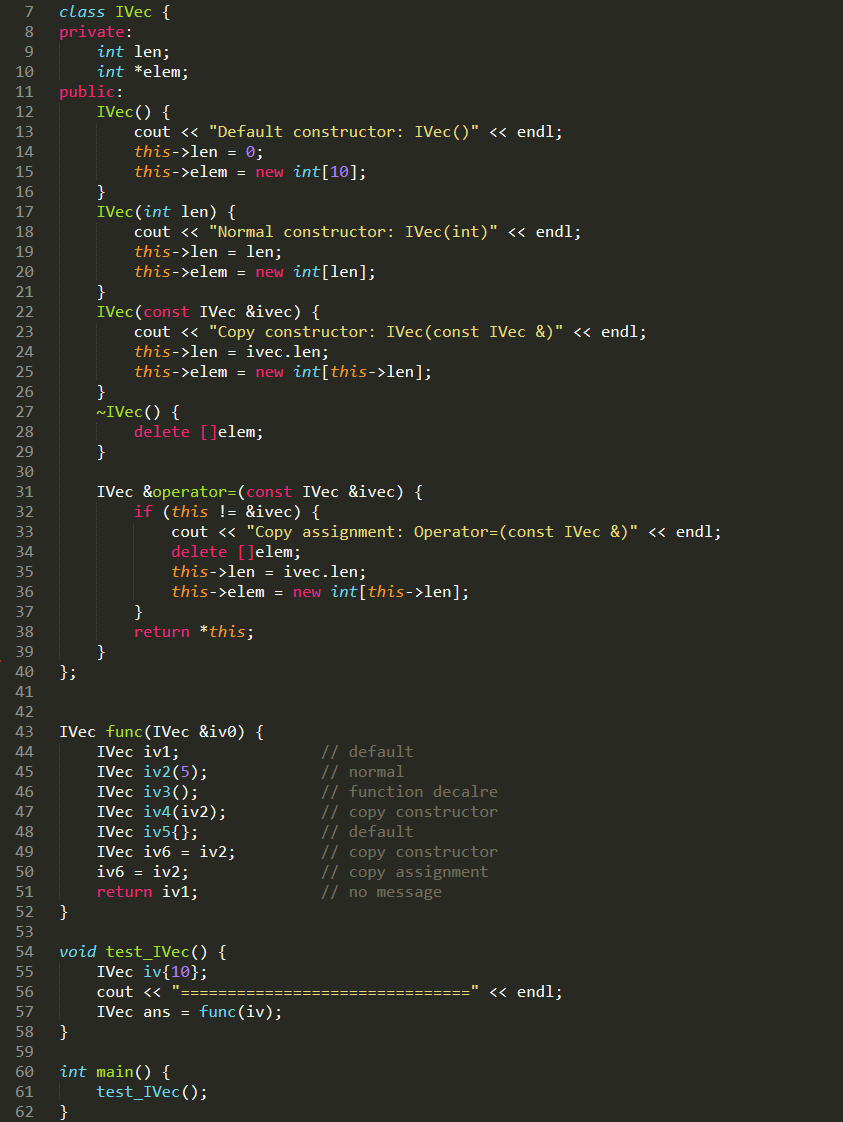 7 class IVec {
8 private:
9     int len;
10     int *elem;
11 public:
12     IVec() {
13         cout << "Default constructor: IVec()" << endl;
14         this->len = 0;
15         this->elem = new int[10];
16     }
17     IVec(int len) {
18         cout << "Normal constructor: IVec(int)" << endl;
19         this->len = len;
20         this->elem = new int[len];
21     }
22     IVec(const IVec &ivec) {
23         cout << "Copy constructor: IVec(const IVec &)" << endl;
24         this->len = ivec.len;
25         this->elem = new int[this->len];
26     }
27     ~IVec() {
28         delete []elem;
29     }
30
31     IVec &operator=(const IVec &ivec) {
32         if (this != &ivec) {
33             cout << "Copy assignment: Operator=(const IVec &)" << endl;
34             delete []elem;
35             this->len = ivec.len;
36             this->elem = new int[this->len];
37         }
38         return *this;
39     }
40 };
41
42
43 IVec func(IVec &iv0) {
44     IVec iv1;               // default
45     IVec iv2(5);            // normal
46     IVec iv3();             // function decalre
47     IVec iv4(iv2);          // copy constructor
48     IVec iv5{};             // default
49     IVec iv6 = iv2;         // copy constructor
50     iv6 = iv2;              // copy assignment
51     return iv1;             // no message
52 }
53
54 void test_IVec() {
55     IVec iv{10};
56     cout << "===============================" << endl;
57     IVec ans = func(iv);
58 }
59
60 int main() {
61     test_IVec();
62 }